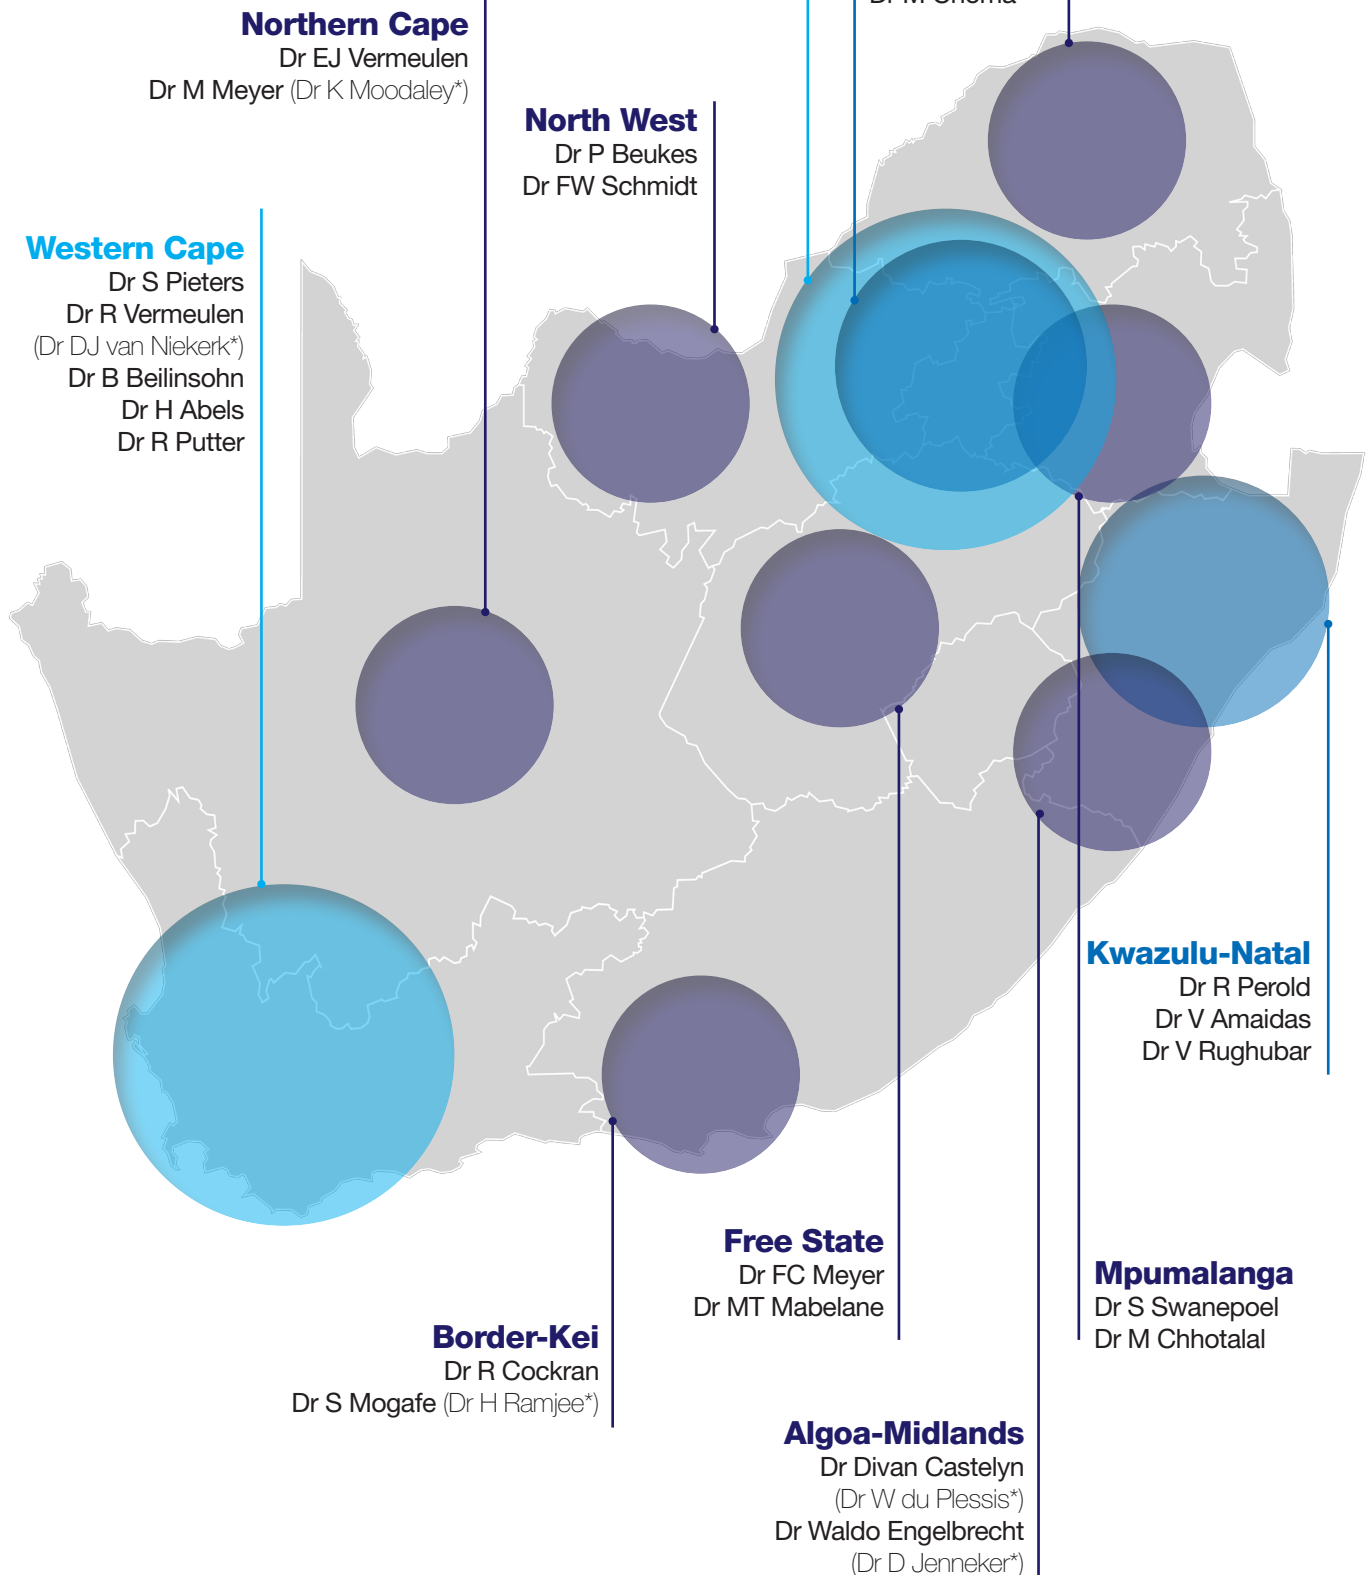 Northern Cape
Dr EJ Vermeulen
Dr M Meyer (Dr K Moodaley*)
North West
Dr P Beukes
Dr FW Schmidt
Western Cape
Dr S Pieters
Dr R Vermeulen
(Dr DJ van Niekerk*)
Dr B Beilinsohn
Dr H Abels
Dr R Putter
Kwazulu-Natal
Dr R Perold
Dr V Amaidas
Dr V Rughubar
Free State
Dr FC Meyer
Dr MT Mabelane
Mpumalanga
Dr S Swanepoel
Dr M Chhotalal
Border-Kei
Dr R Cockran
Dr S Mogafe (Dr H Ramjee*)
Algoa-Midlands
Dr Divan Castelyn
(Dr W du Plessis*)
Dr Waldo Engelbrecht
(Dr D Jenneker*)